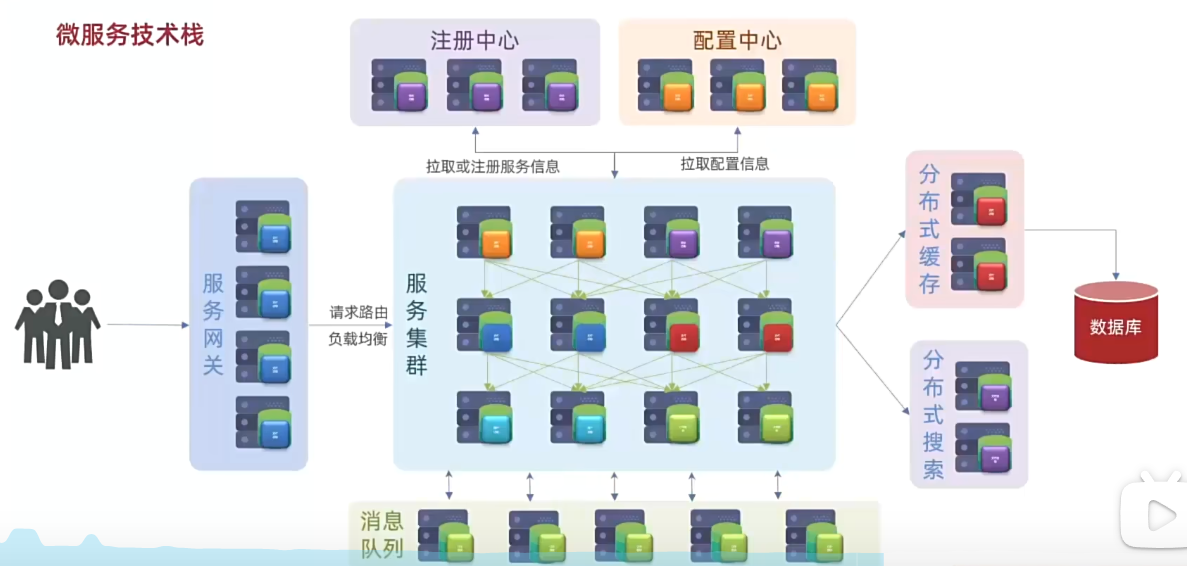 微服务技术栈
注册中心
配置中心
拉取或注册服务信息
拉取配置信息
服务网关
请求路由
负载均衡
服务集群
分布式缓存
数据库
分布式搜索
消息
队列